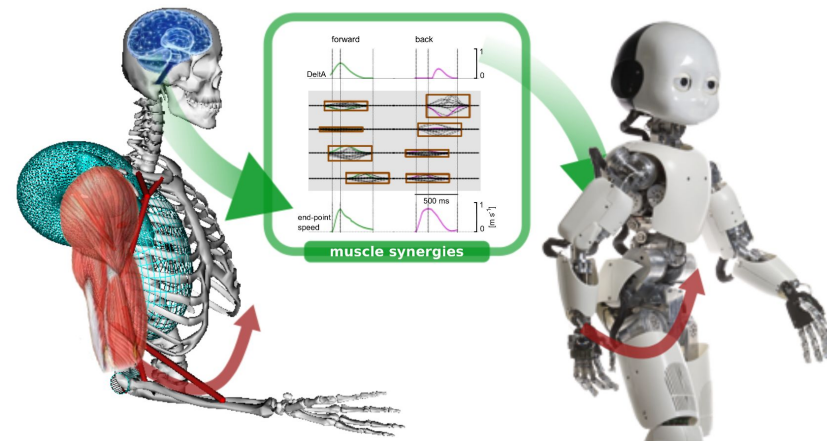 forward back
1
DeltA 0
500 ms
1
end-point
speed 0
[m s⁻¹]
muscle synergies